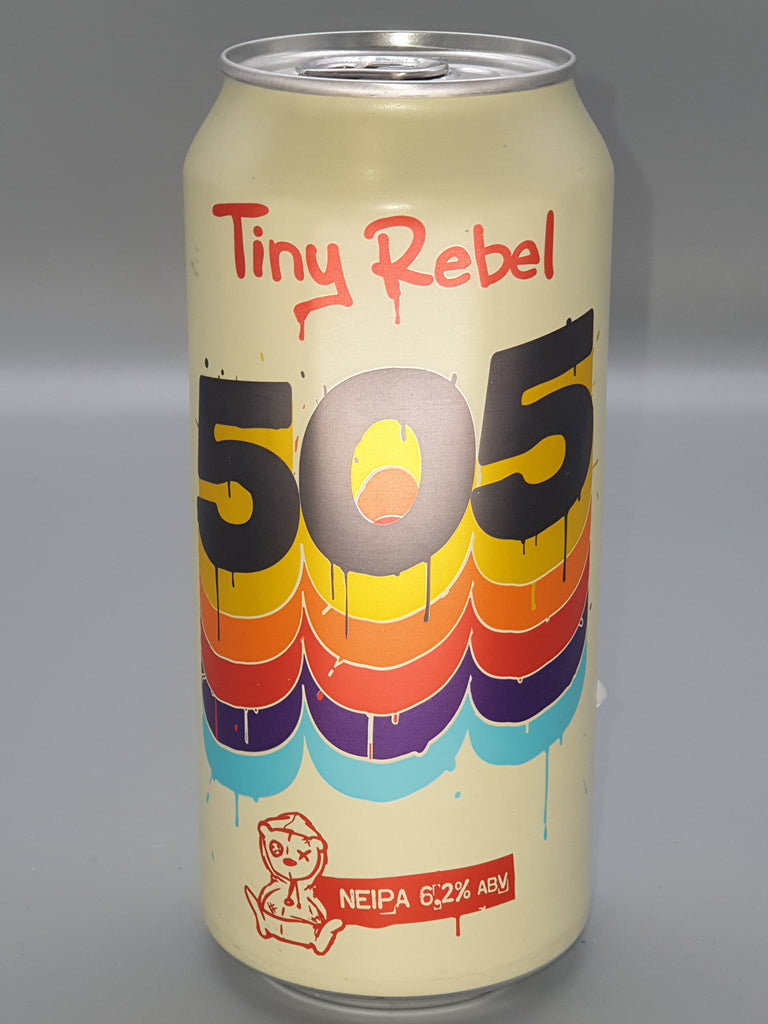 Tiny Rebel
505
NEIPA 6.2% ABV